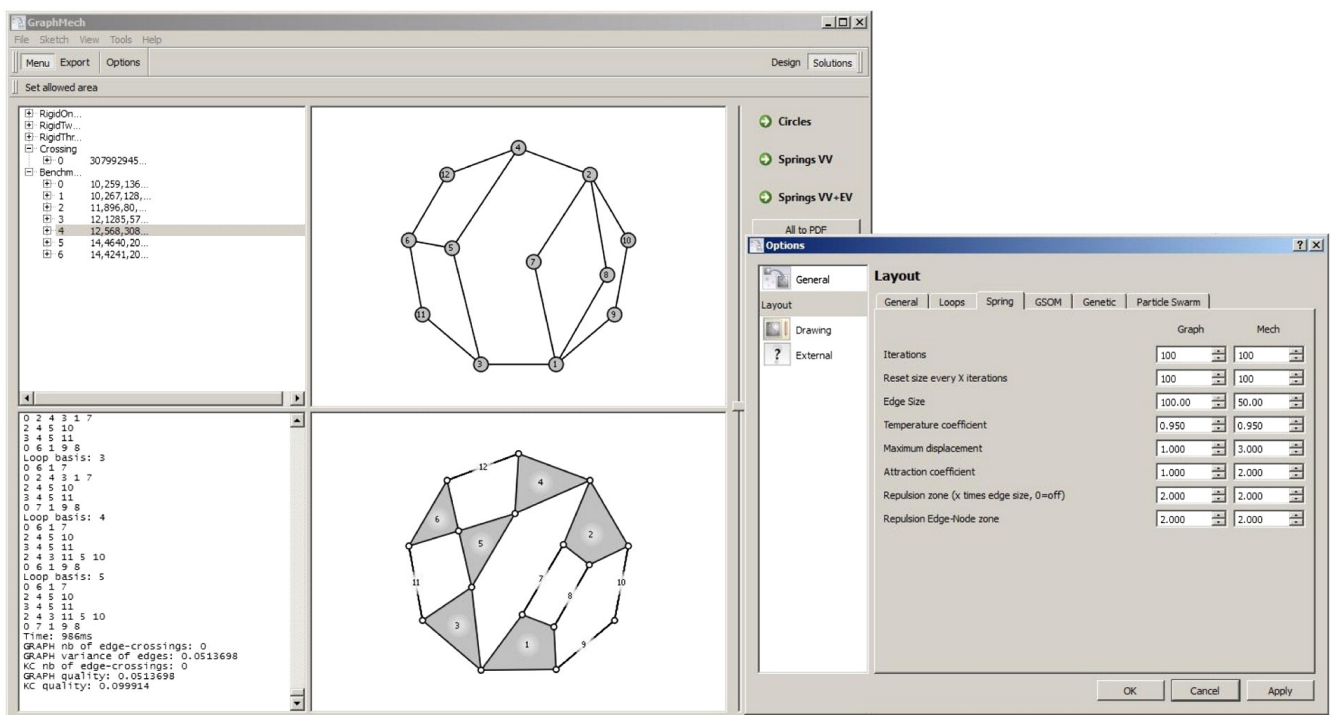 GraphMech
File Sketch View Tools Help
Menu Export Options Design Solutions
Set allowed area
RigidOn...
RigidTw...
RigidThr...
Crossing
0 307992945...
Benchm...
0 10,259,136...
1 10,267,128,...
2 11,896,80,...
3 12,1285,57...
4 12,568,308...
5 14,4640,20...
6 14,4241,20...
4
12
2
6
5
10
7
8
11
9
3
1
Circles
Springs VV
Springs VV+EV
All to PDF
0 2 4 3 1 7
2 4 5 10
3 4 5 11
0 6 1 9 8
Loop basis: 3
0 6 1 7
0 2 4 3 1 7
2 4 5 10
3 4 5 11
0 7 1 9 8
Loop basis: 4
0 6 1 7
2 4 5 10
3 4 5 11
2 4 3 11 5 10
0 6 1 9 8
Loop basis: 5
0 6 1 7
2 4 5 10
3 4 5 11
2 4 3 11 5 10
0 7 1 9 8
Time: 986ms
GRAPH nb of edge-crossings: 0
GRAPH variance of edges: 0.0513698
KC nb of edge-crossings: 0
GRAPH quality: 0.0513698
KC quality: 0.099914
12
4
6
5
2
11
7
10
8
3
1
9
Options
General
Layout
Drawing
External
Layout
General Loops Spring GSOM Genetic Particle Swarm
Graph Mech
Iterations 100 100
Reset size every X iterations 100 100
Edge Size 100.00 50.00
Temperature coefficient 0.950 0.950
Maximum displacement 1.000 3.000
Attraction coefficient 1.000 2.000
Repulsion zone (x times edge size, 0=off) 2.000 2.000
Repulsion Edge-Node zone 2.000 2.000
OK Cancel Apply